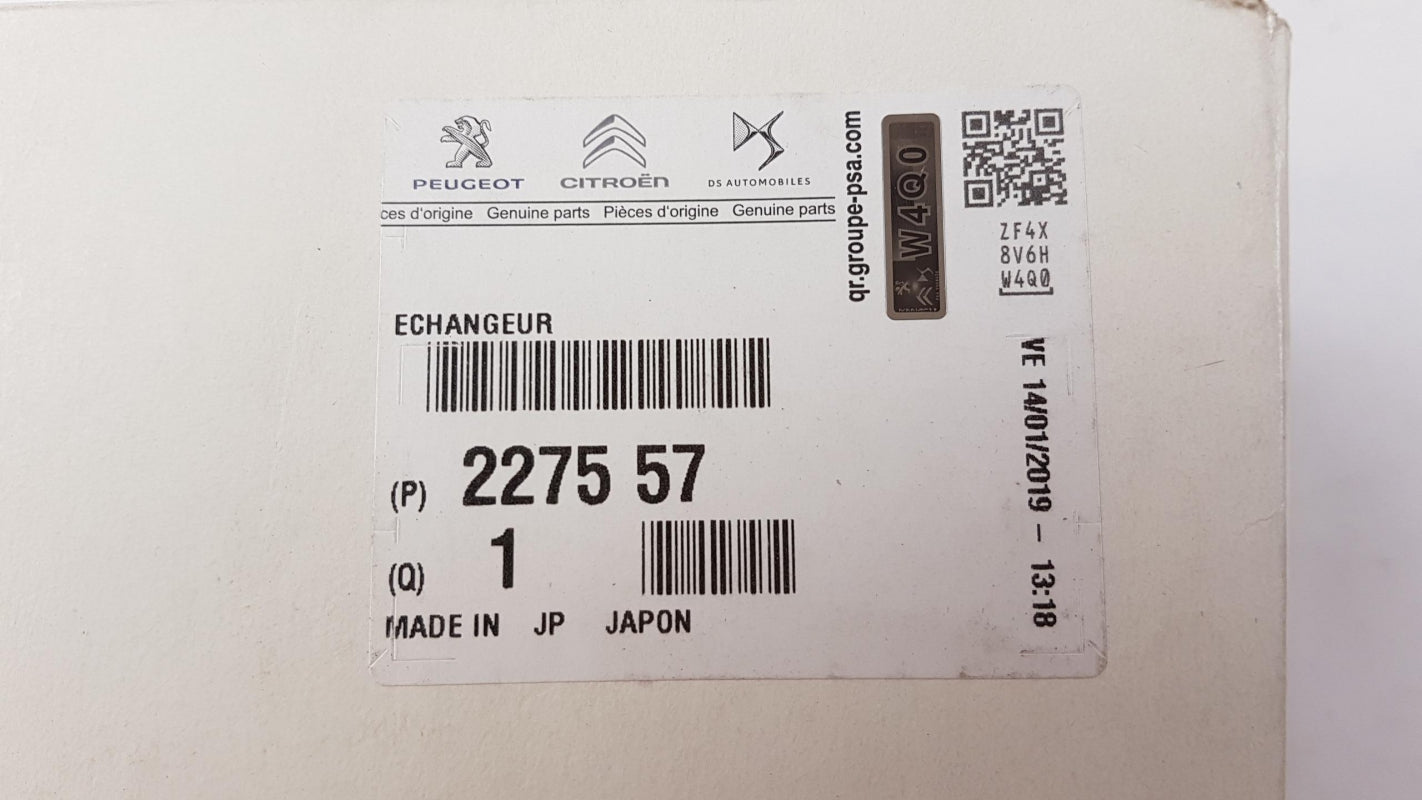 PEUGEOT CITROËN DS AUTOMOBILES
ces d'origine Genuine parts Pièces d'origine Genuine parts
qr.groupe-psa.com
W4Q0
ZF4X
8V6H
W4Q0
ECHANGEUR
(P) 2275 57
(Q) 1
MADE IN JP JAPON
VE 14/01/2019 - 13:18